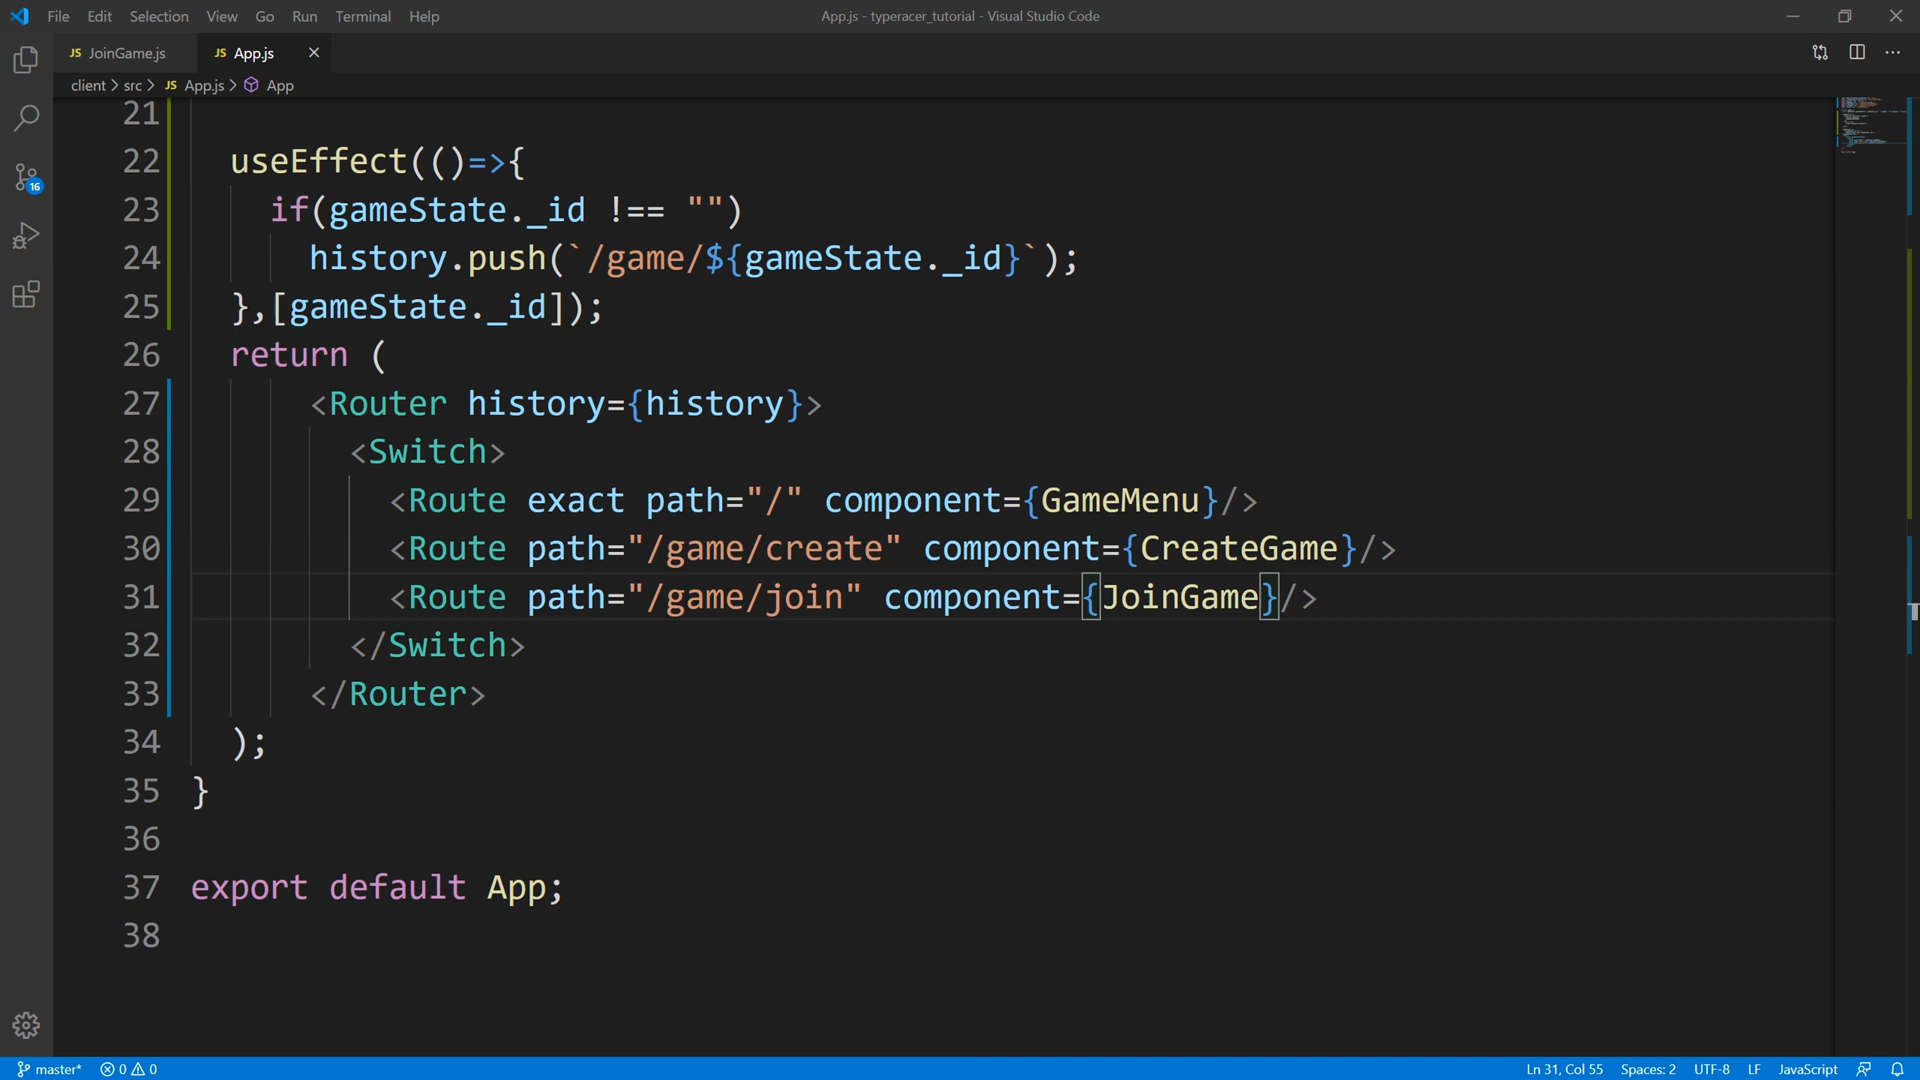 File Edit Selection View Go Run Terminal Help App.js - typeracer_tutorial - Visual Studio Code
JS JoinGame.js JS App.js
client > src > JS App.js > App
21
22 useEffect(()=>{
23 if(gameState._id !== "")
24 history.push(`/game/${gameState._id}`);
25 },[gameState._id]);
26 return (
27 <Router history={history}>
28 <Switch>
29 <Route exact path="/" component={GameMenu}/>
30 <Route path="/game/create" component={CreateGame}/>
31 <Route path="/game/join" component={JoinGame}/>
32 </Switch>
33 </Router>
34 );
35 }
36
37 export default App;
38
16
master* 0 0 Ln 31, Col 55 Spaces: 2 UTF-8 LF JavaScript